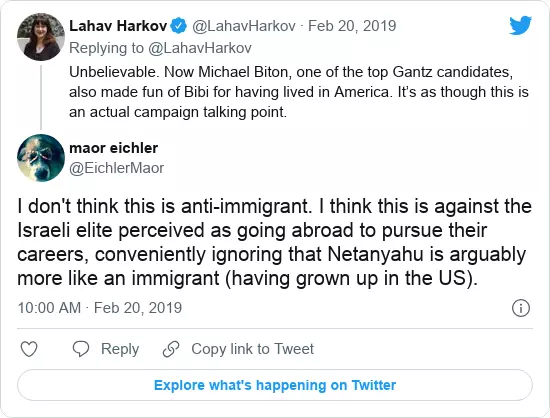 Lahav Harkov @LahavHarkov · Feb 20, 2019
Replying to @LahavHarkov
Unbelievable. Now Michael Biton, one of the top Gantz candidates,
also made fun of Bibi for having lived in America. It’s as though this is
an actual campaign talking point.
maor eichler
@EichlerMaor
I don't think this is anti-immigrant. I think this is against the
Israeli elite perceived as going abroad to pursue their
careers, conveniently ignoring that Netanyahu is arguably
more like an immigrant (having grown up in the US).
10:00 AM · Feb 20, 2019
Reply Copy link to Tweet
Explore what's happening on Twitter